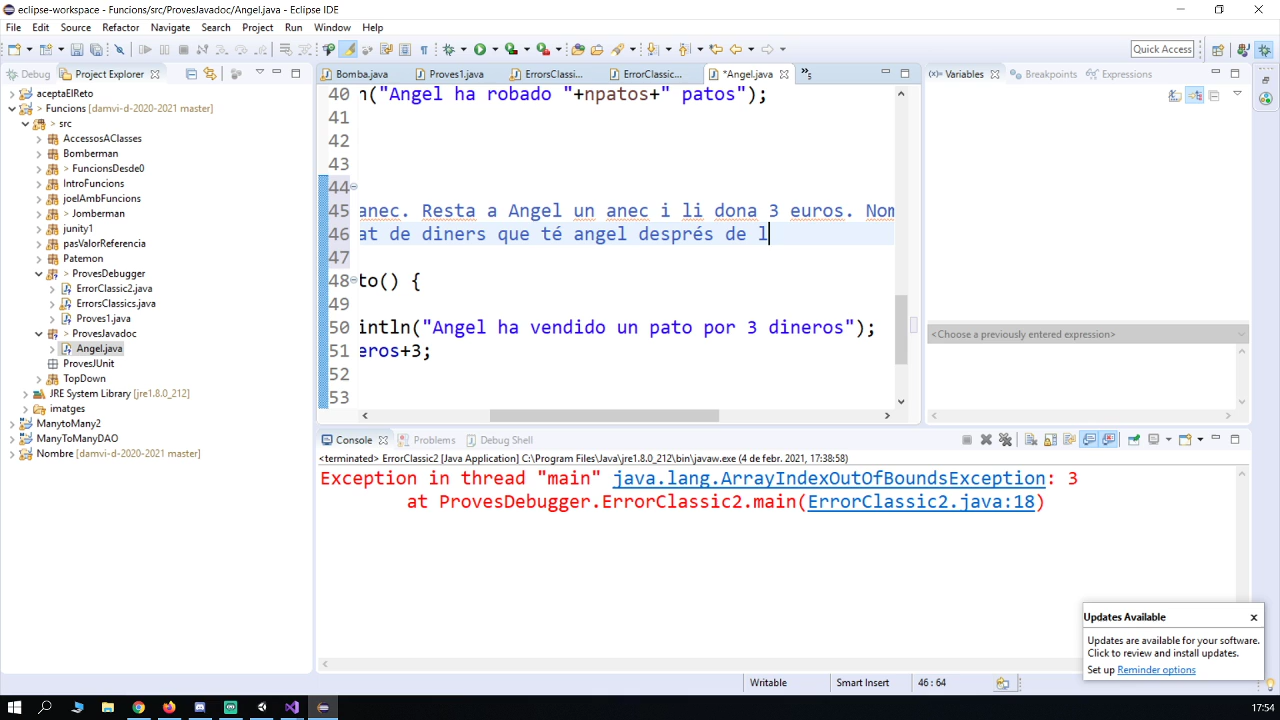 eclipse-workspace - Funcions/src/ProvesJavadoc/Angel.java - Eclipse IDE
File Edit Source Refactor Navigate Search Project Run Window Help
Quick Access
Debug Project Explorer
aceptaElReto
> Funcions [damvi-d-2020-2021 master]
> src
AccessosAClasses
Bomberman
> FuncionsDesde0
IntroFuncions
joelAmbFuncions
> Jomberman
junity1
pasValorReferencia
Patemon
> ProvesDebugger
ErrorClassic2.java
ErrorsClassics.java
Proves1.java
> ProvesJavadoc
Angel.java
ProvesJUnit
TopDown
JRE System Library [jre1.8.0_212]
imatges
ManytoMany2
ManyToManyDAO
Nombre [damvi-d-2020-2021 master]
Bomba.java Proves1.java ErrorsClassi... ErrorClassic... *Angel.java »5
40 n("Angel ha robado "+npatos+" patos");
41
42
43
44
45 anec. Resta a Angel un anec i li dona 3 euros. Nom
46 at de diners que té angel després de l
47
48 to() {
49
50 intln("Angel ha vendido un pato por 3 dineros");
51 eros+3;
52
53
(x)= Variables Breakpoints Expressions
<Choose a previously entered expression>
Console Problems Debug Shell
<terminated> ErrorClassic2 [Java Application] C:\Program Files\Java\jre1.8.0_212\bin\javaw.exe (4 de febr. 2021, 17:38:58)
Exception in thread "main" java.lang.ArrayIndexOutOfBoundsException: 3
at ProvesDebugger.ErrorClassic2.main(ErrorClassic2.java:18)
Updates Available x
Updates are available for your software.
Click to review and install updates.
Set up Reminder options
Writable Smart Insert 46 : 64
17:54